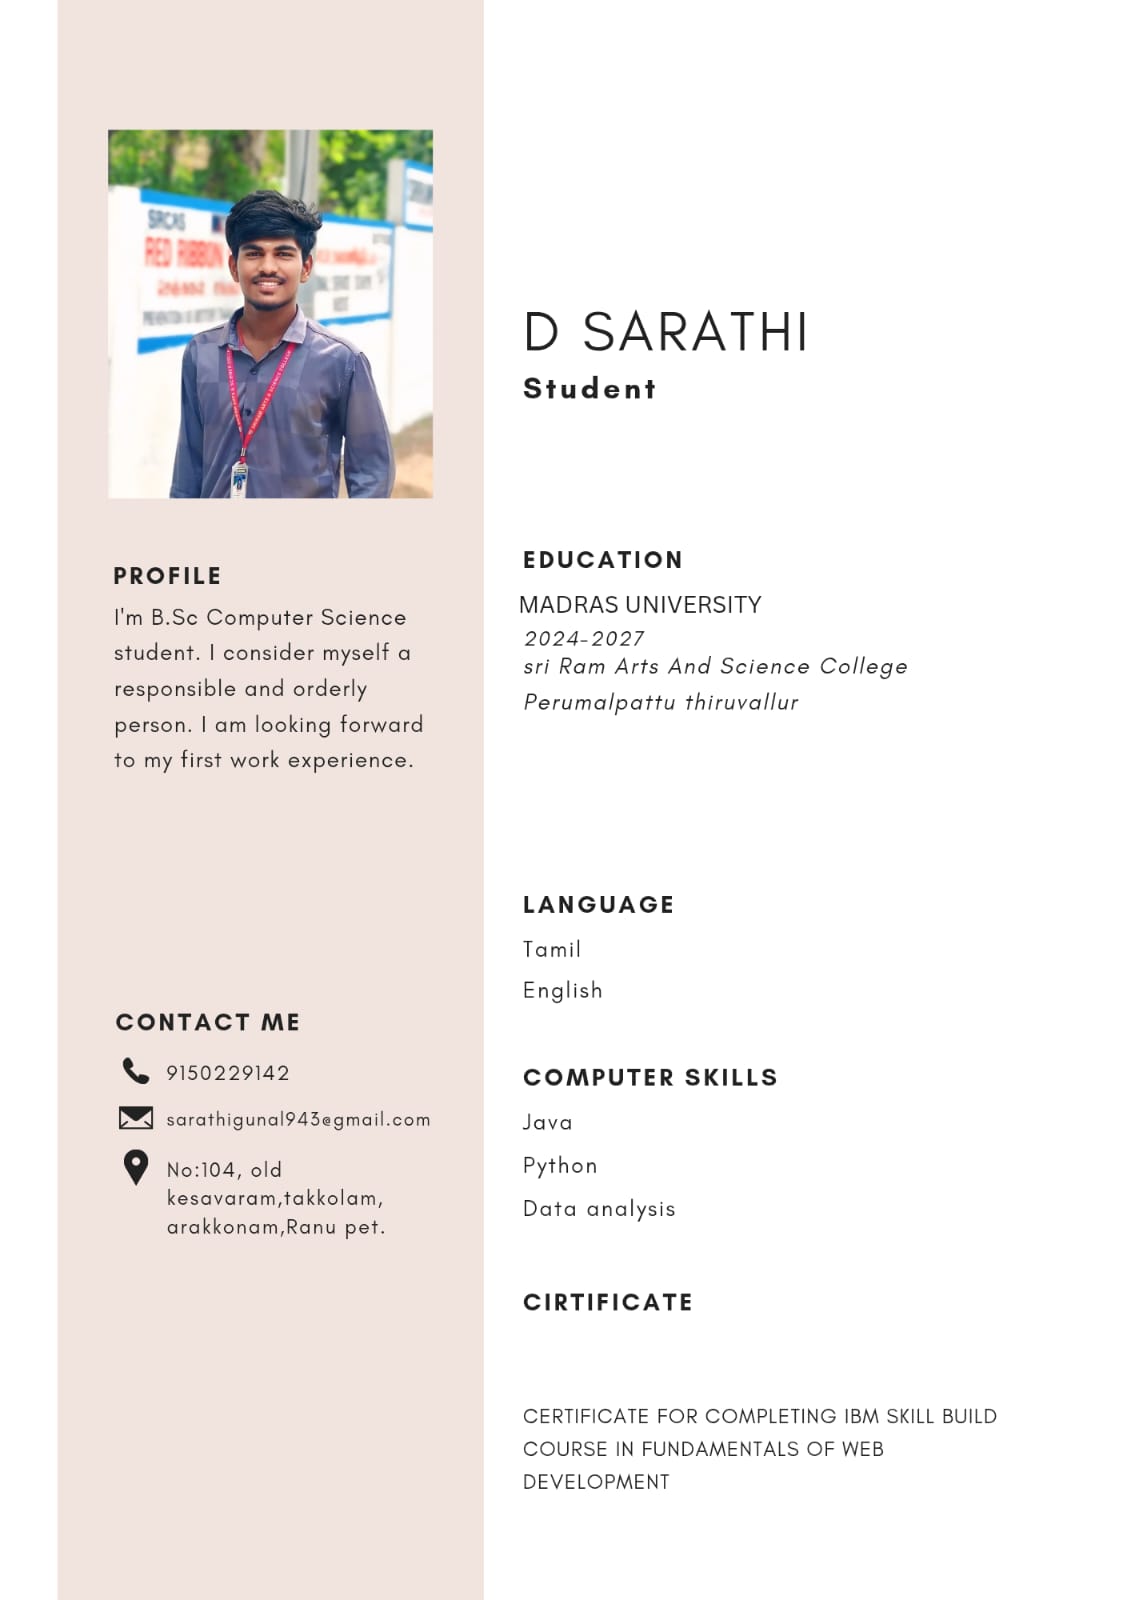 SRCAS
RED RIBBON
D SARATHI
Student
PROFILE
I'm B.Sc Computer Science
student. I consider myself a
responsible and orderly
person. I am looking forward
to my first work experience.
CONTACT ME
9150229142
sarathigunal943@gmail.com
No:104, old
kesavaram,takkolam,
arakkonam,Ranu pet.
EDUCATION
MADRAS UNIVERSITY
2024-2027
sri Ram Arts And Science College
Perumalpattu thiruvallur
LANGUAGE
Tamil
English
COMPUTER SKILLS
Java
Python
Data analysis
CIRTIFICATE
CERTIFICATE FOR COMPLETING IBM SKILL BUILD
COURSE IN FUNDAMENTALS OF WEB
DEVELOPMENT